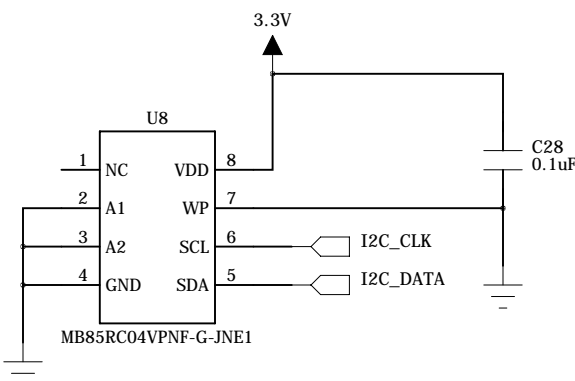 3.3V
U8
C28
0.1uF
1 NC VDD 8
2 A1 WP 7
3 A2 SCL 6 I2C_CLK
4 GND SDA 5 I2C_DATA
MB85RC04VPNF-G-JNE1